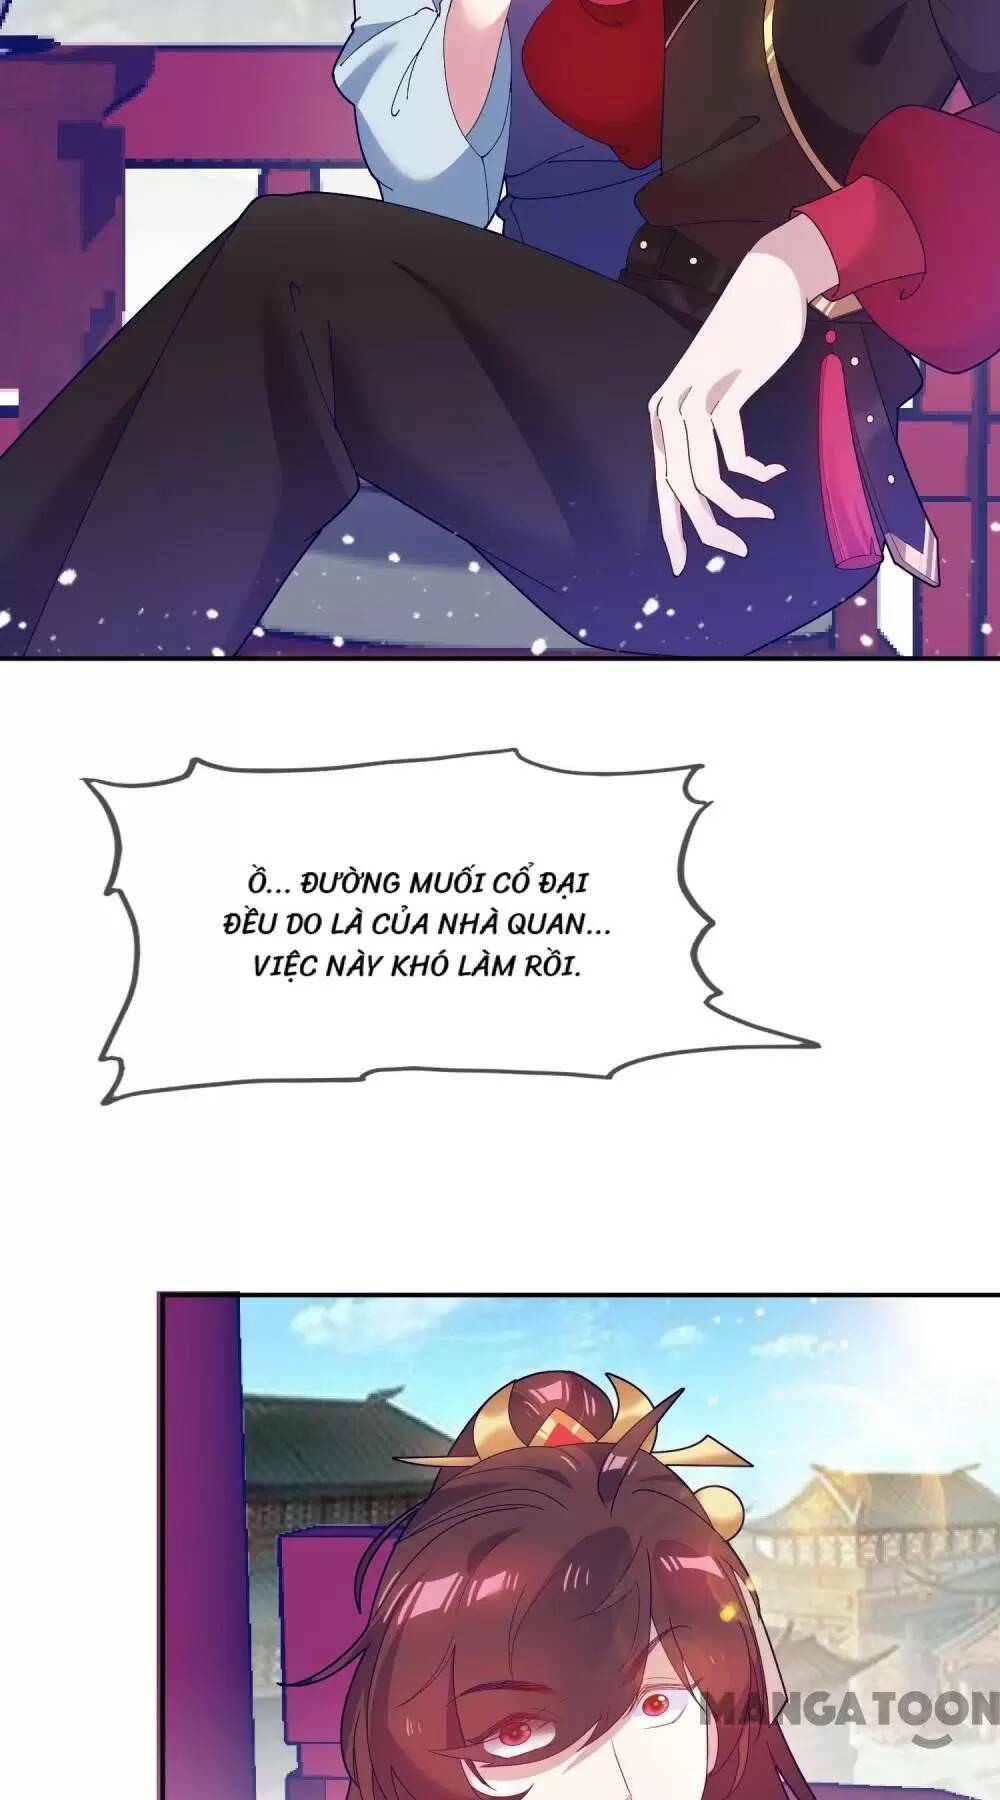 Ồ... ĐƯỜNG MUỐI CỔ ĐẠI
ĐỀU DO LÀ CỦA NHÀ QUAN...
VIỆC NÀY KHÓ LÀM RỒI.
MANGATOON